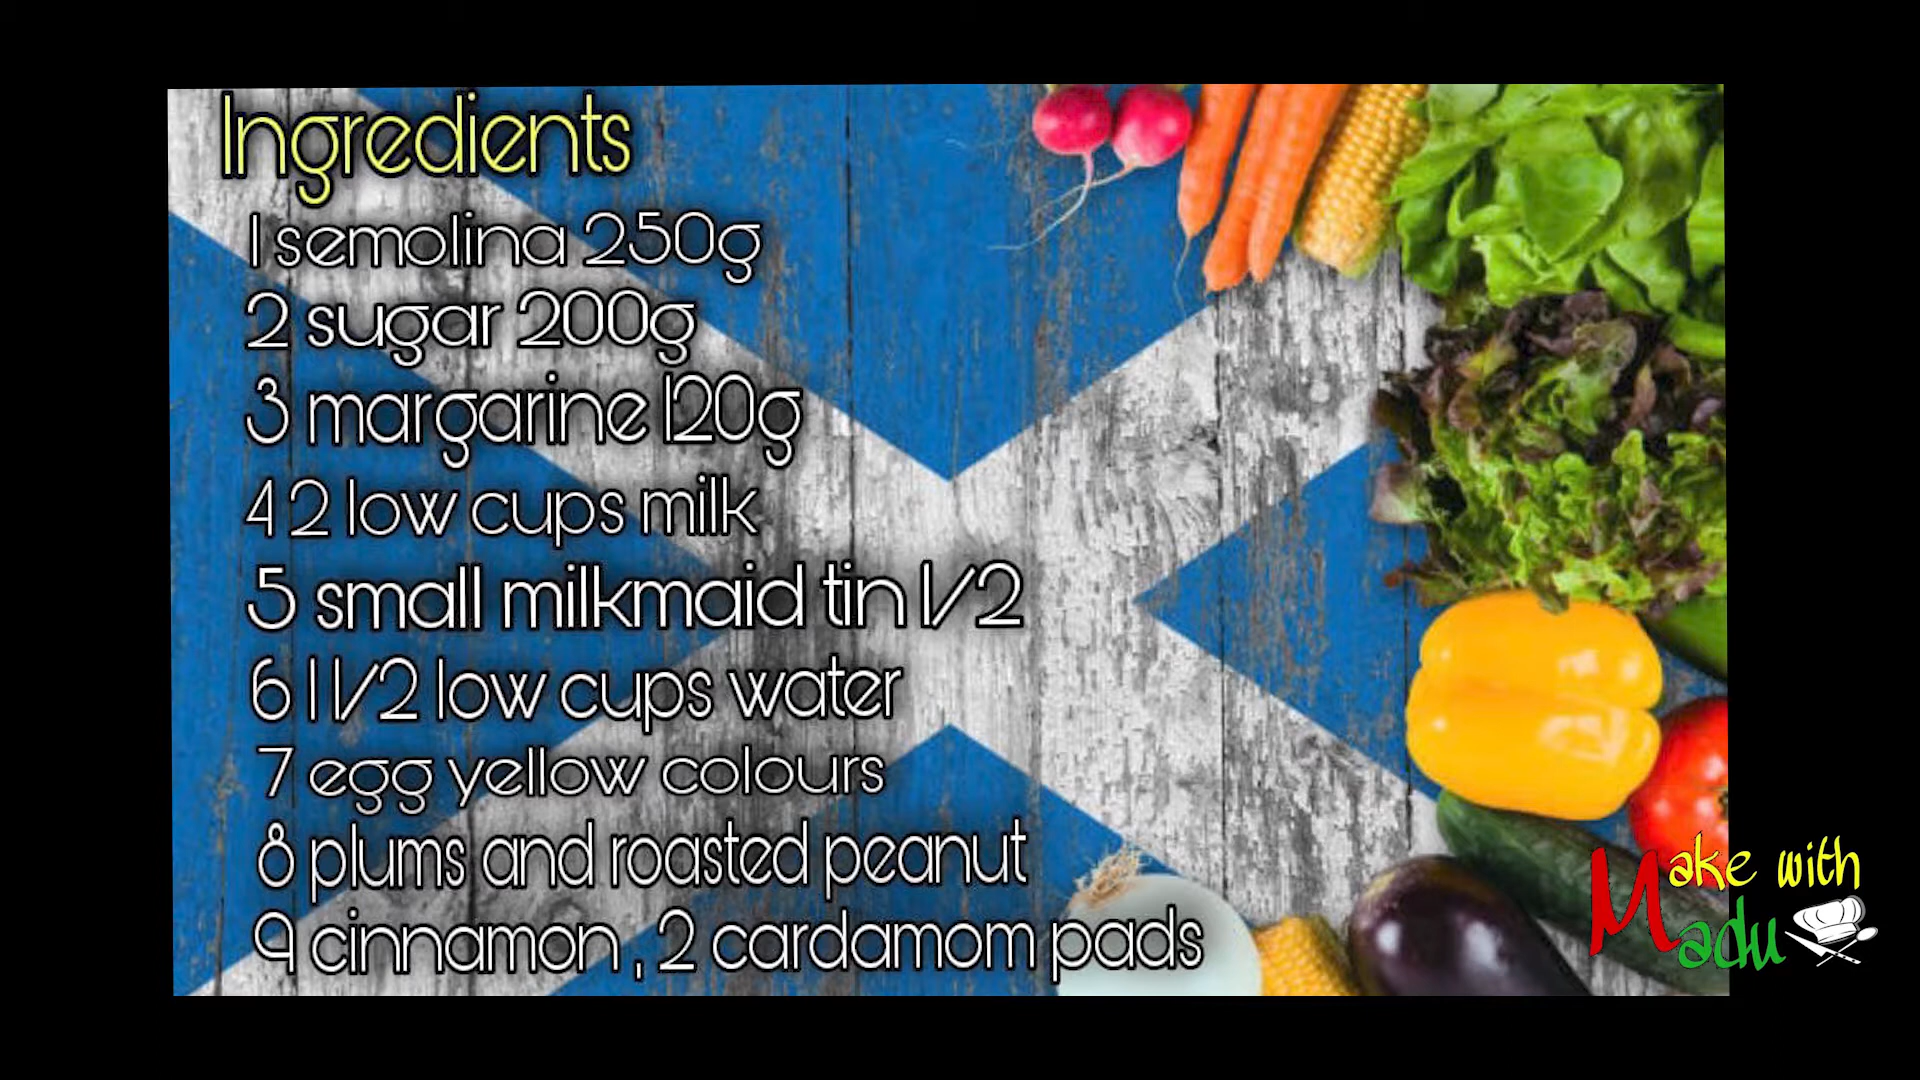 Ingredients
1 semolina 250g
2 sugar 200g
3 margarine 120g
4 2 low cups milk
5 small milkmaid tin 1/2
6 1 1/2 low cups water
7 egg yellow colours
8 plums and roasted peanut
9 cinnamon , 2 cardamom pads
Make with
Madu